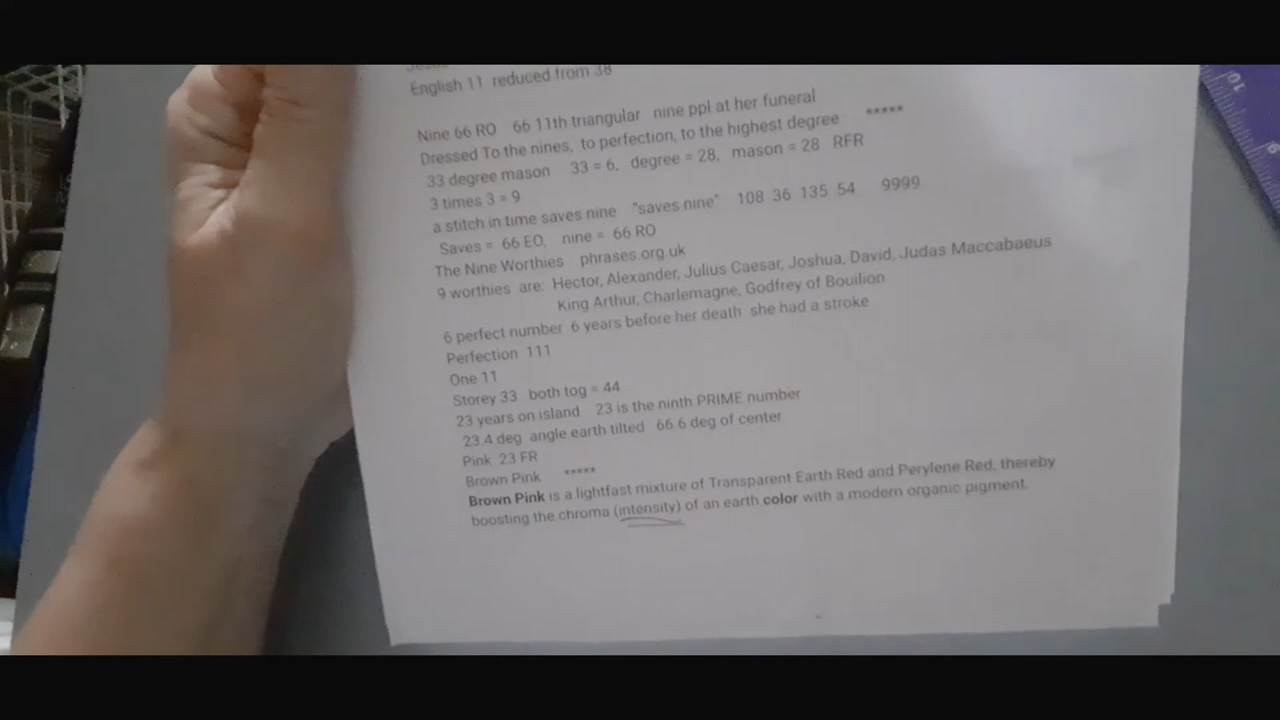 English 11 reduced from 38
Nine 66 RO 66 11th triangular nine ppl at her funeral
Dressed To the nines, to perfection, to the highest degree *****
33 degree mason 33 = 6, degree = 28, mason = 28 RFR
3 times 3 = 9
a stitch in time saves nine "saves nine" 108 36 135 54 9999
Saves = 66 EO, nine = 66 RO
The Nine Worthies phrases.org uk
9 worthies are: Hector, Alexander, Julius Caesar, Joshua, David, Judas Maccabaeus
King Arthur, Charlemagne, Godfrey of Bouilion
6 perfect number 6 years before her death she had a stroke
Perfection 111
One 11
Storey 33 both tog = 44
23 years on island 23 is the ninth PRIME number
23.4 deg angle earth tilted 66.6 deg of center
Pink 23 FR
Brown Pink *****
Brown Pink is a lightfast mixture of Transparent Earth Red and Perylene Red, thereby
boosting the chroma (intensity) of an earth color with a modern organic pigment.
10
9